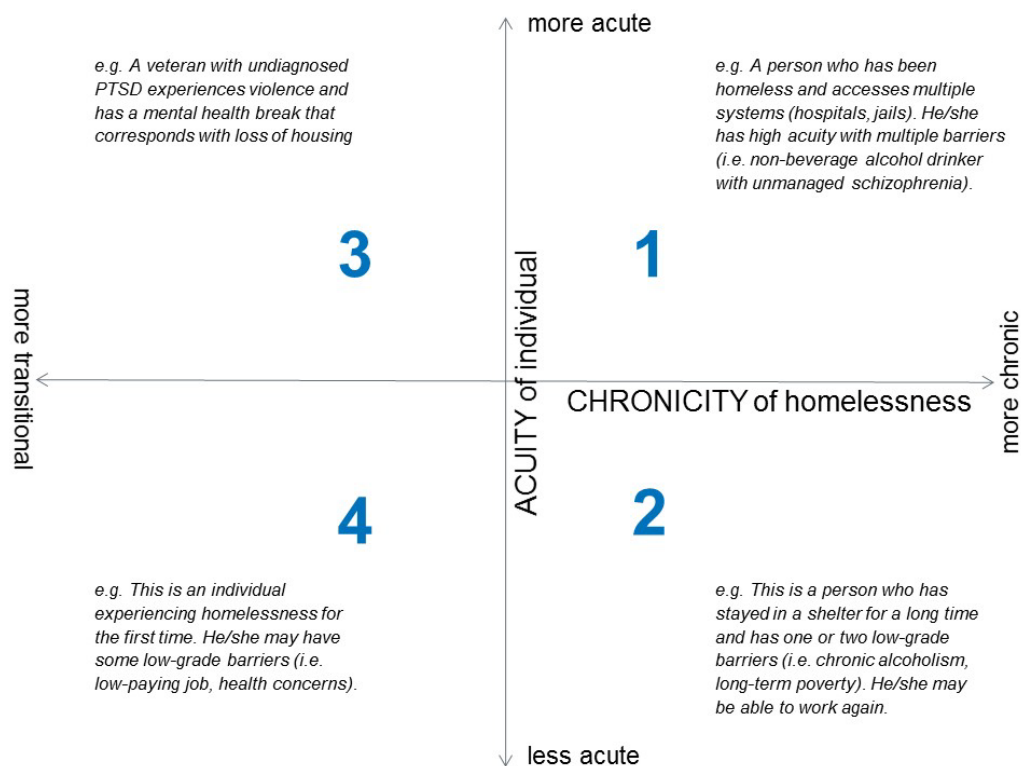 more acute
e.g. A veteran with undiagnosed
PTSD experiences violence and
has a mental health break that
corresponds with loss of housing
e.g. A person who has been
homeless and accesses multiple
systems (hospitals, jails). He/she
has high acuity with multiple barriers
(i.e. non-beverage alcohol drinker
with unmanaged schizophrenia).
3
1
more transitional
ACUITY of individual
CHRONICITY of homelessness
more chronic
4
2
e.g. This is an individual
experiencing homelessness for
the first time. He/she may have
some low-grade barriers (i.e.
low-paying job, health concerns).
e.g. This is a person who has
stayed in a shelter for a long time
and has one or two low-grade
barriers (i.e. chronic alcoholism,
long-term poverty). He/she may
be able to work again.
less acute